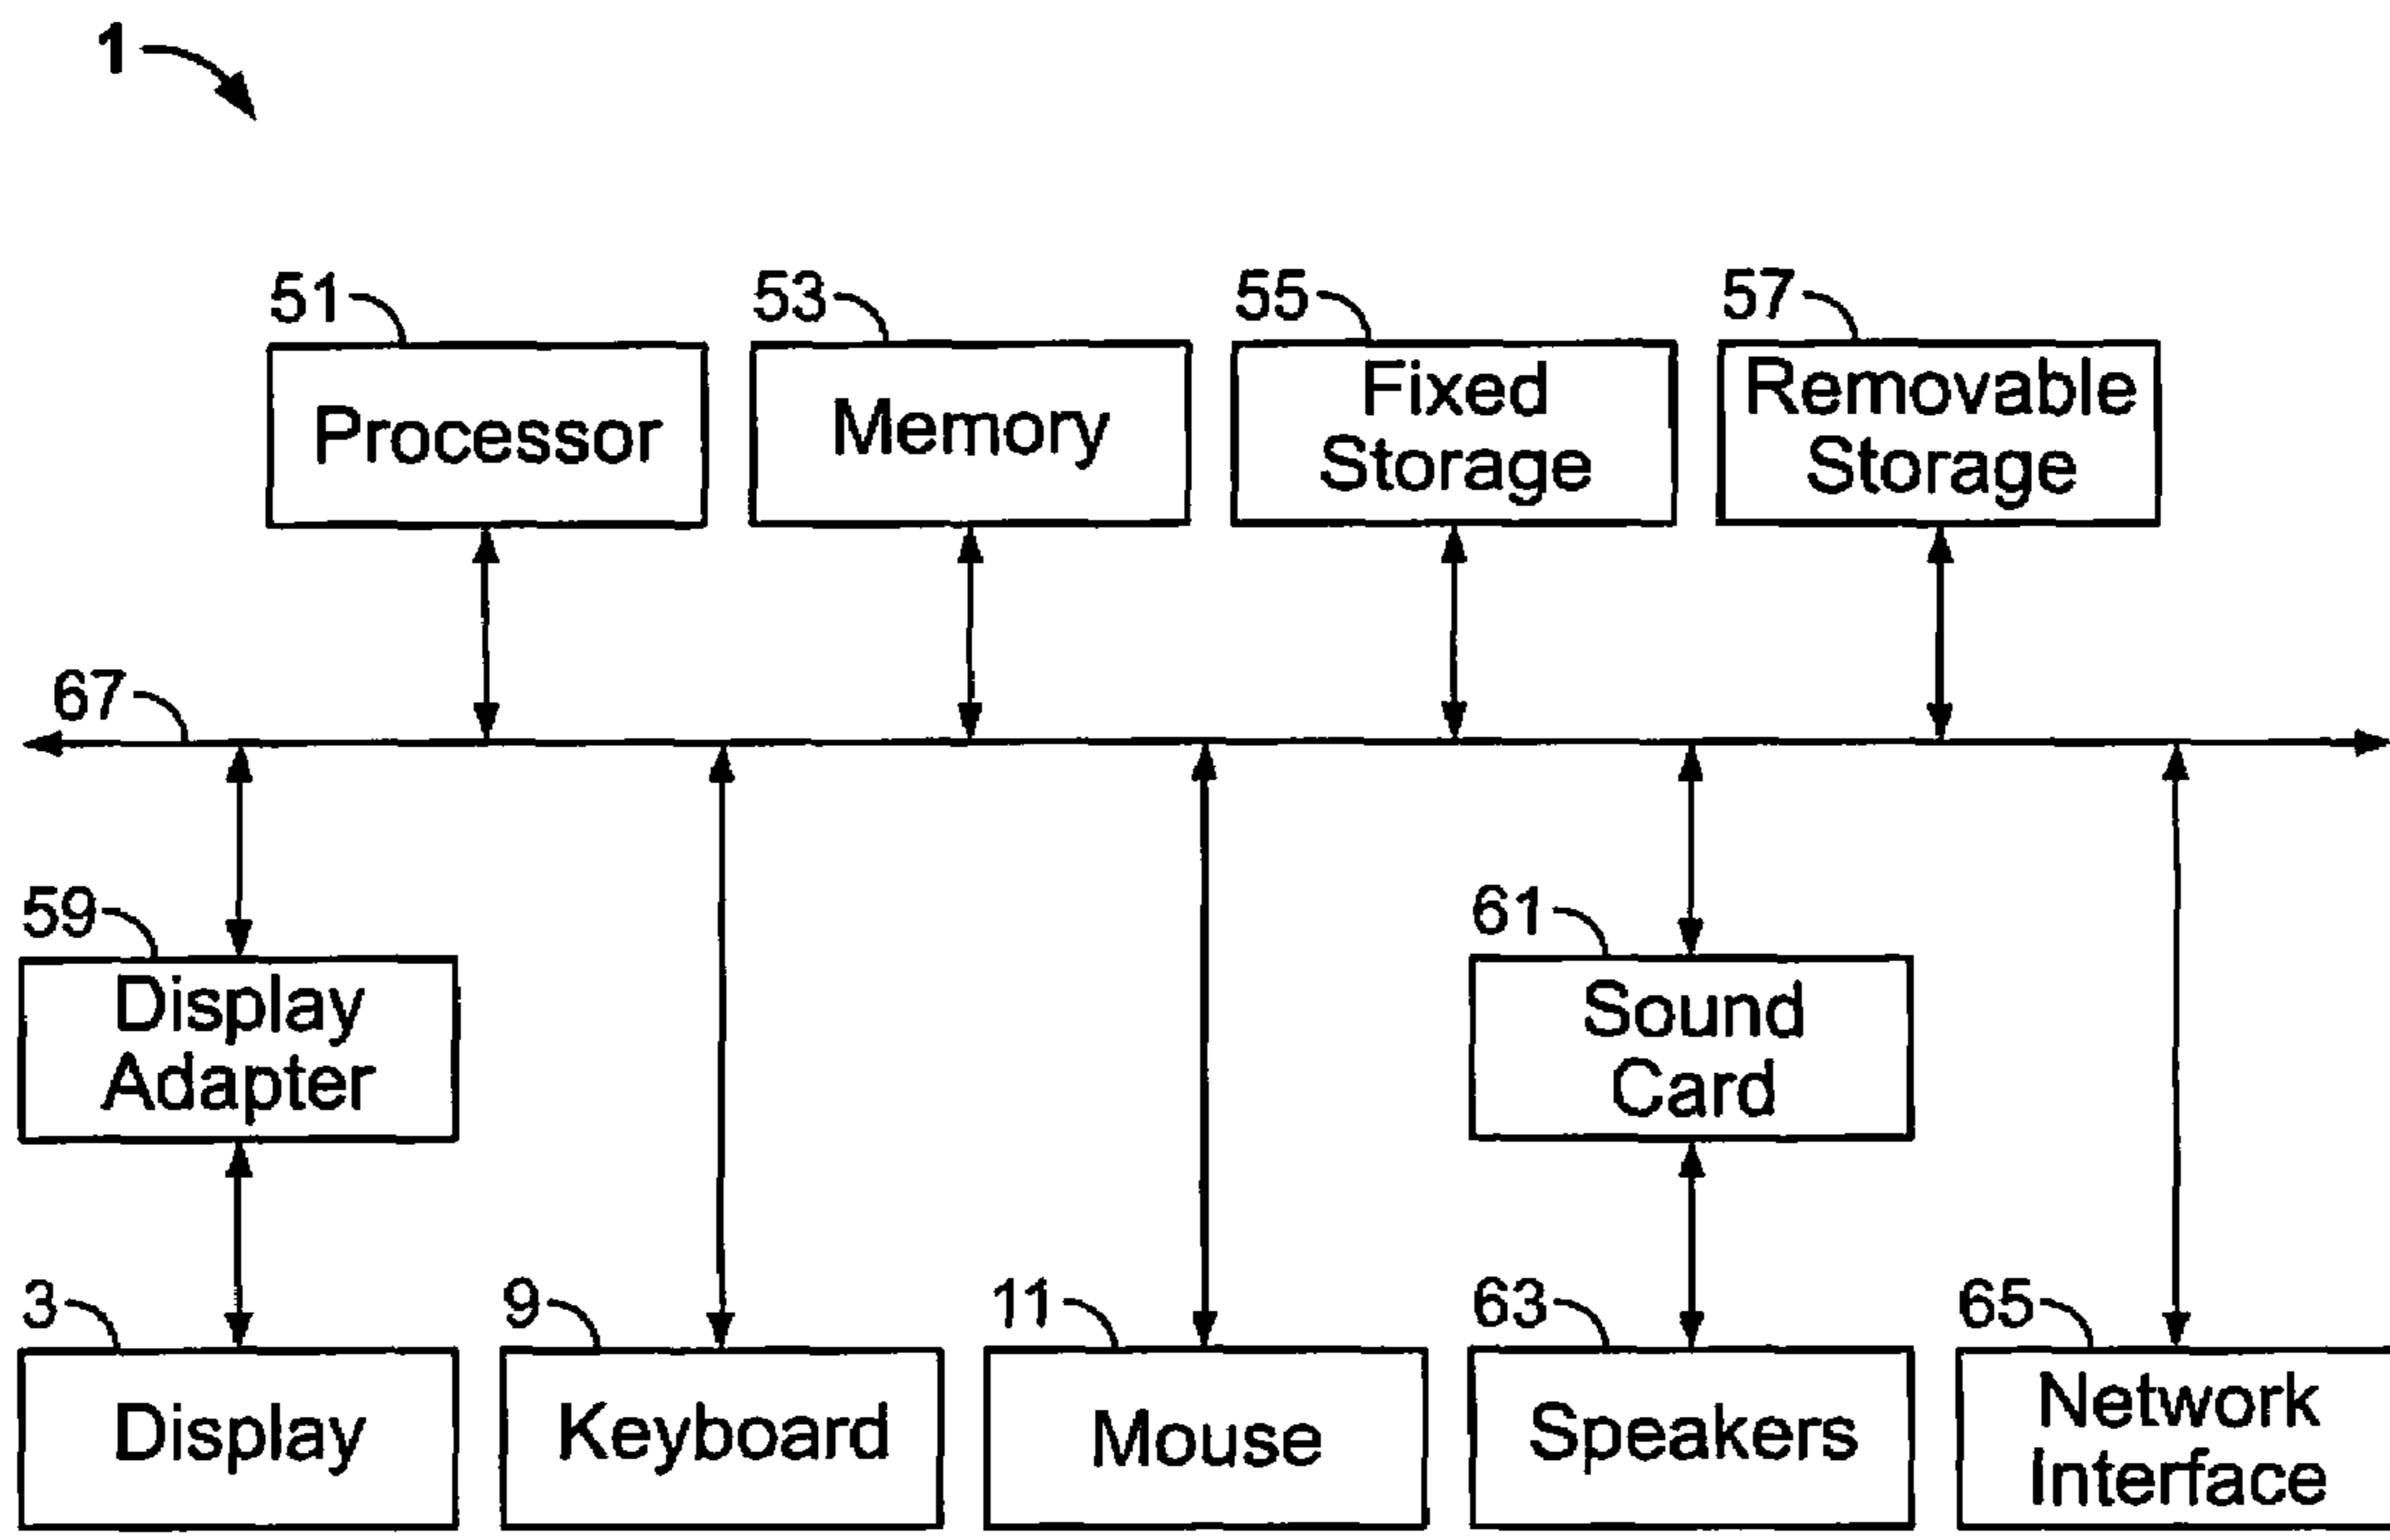 1
51
53
55
57
Processor
Memory
Fixed
Storage
Removable
Storage
67
59
61
Display
Adapter
Sound
Card
3
9
11
63
65
Display
Keyboard
Mouse
Speakers
Network
Interface